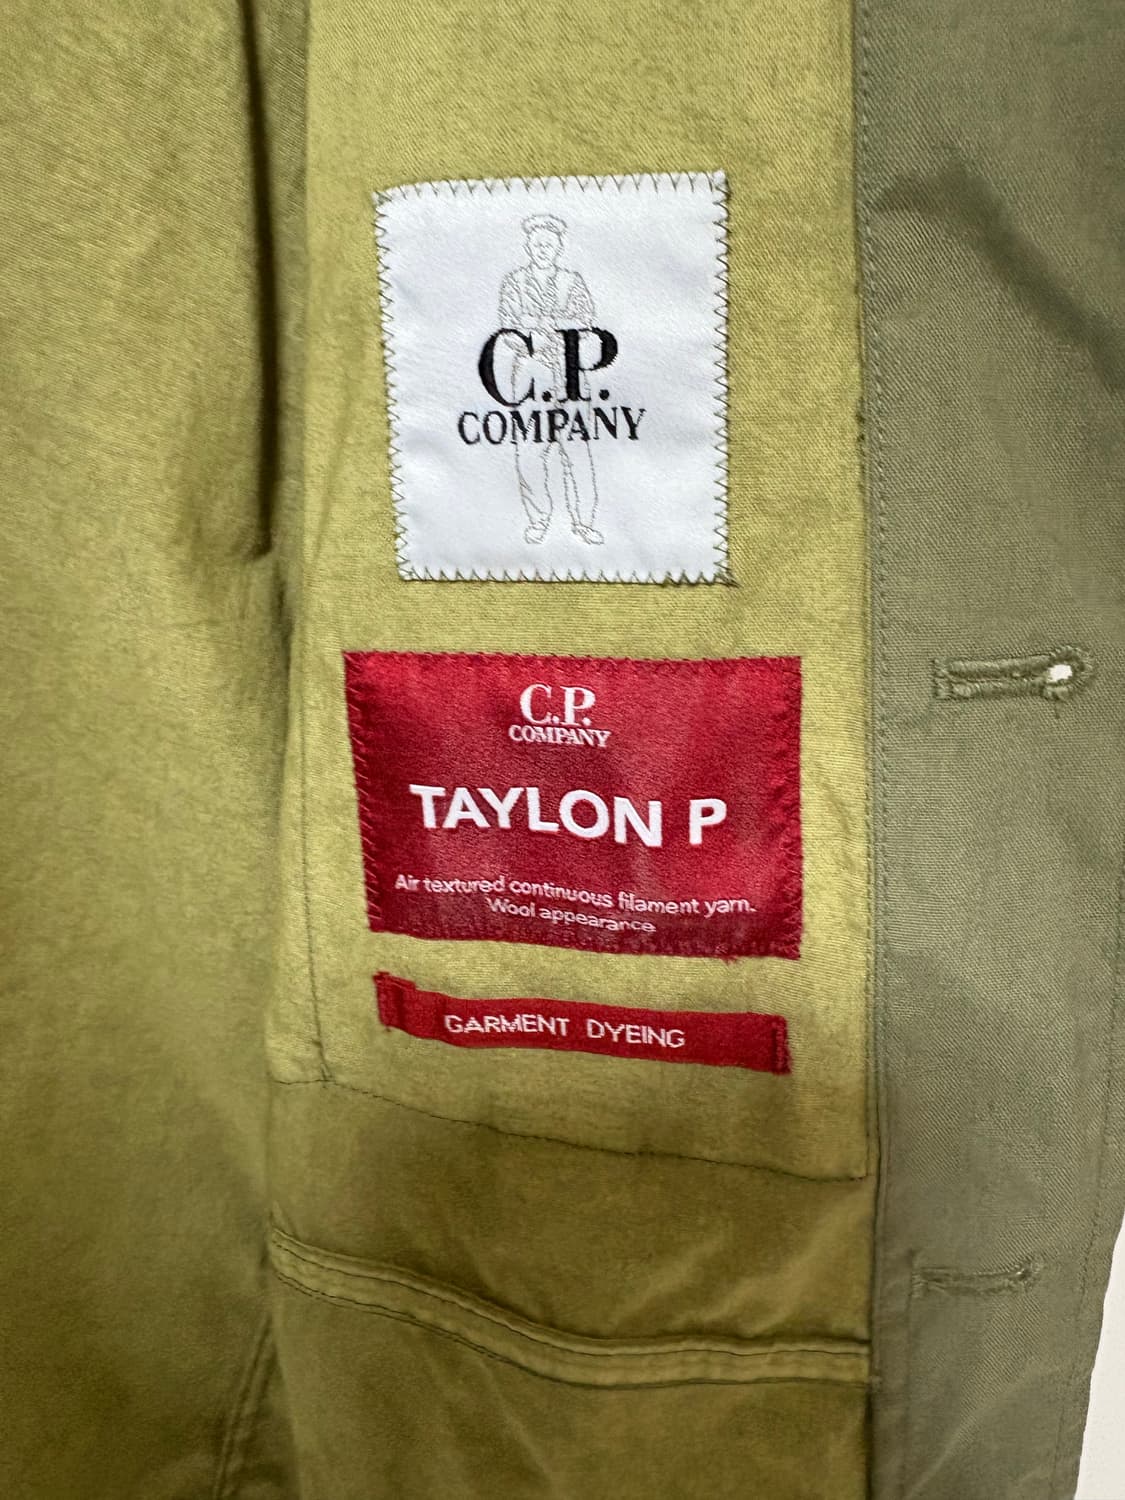 C.P.
COMPANY
C.P.
COMPANY
TAYLON P
Air textured continuous filament yarn.
Wool appearance
GARMENT DYEING